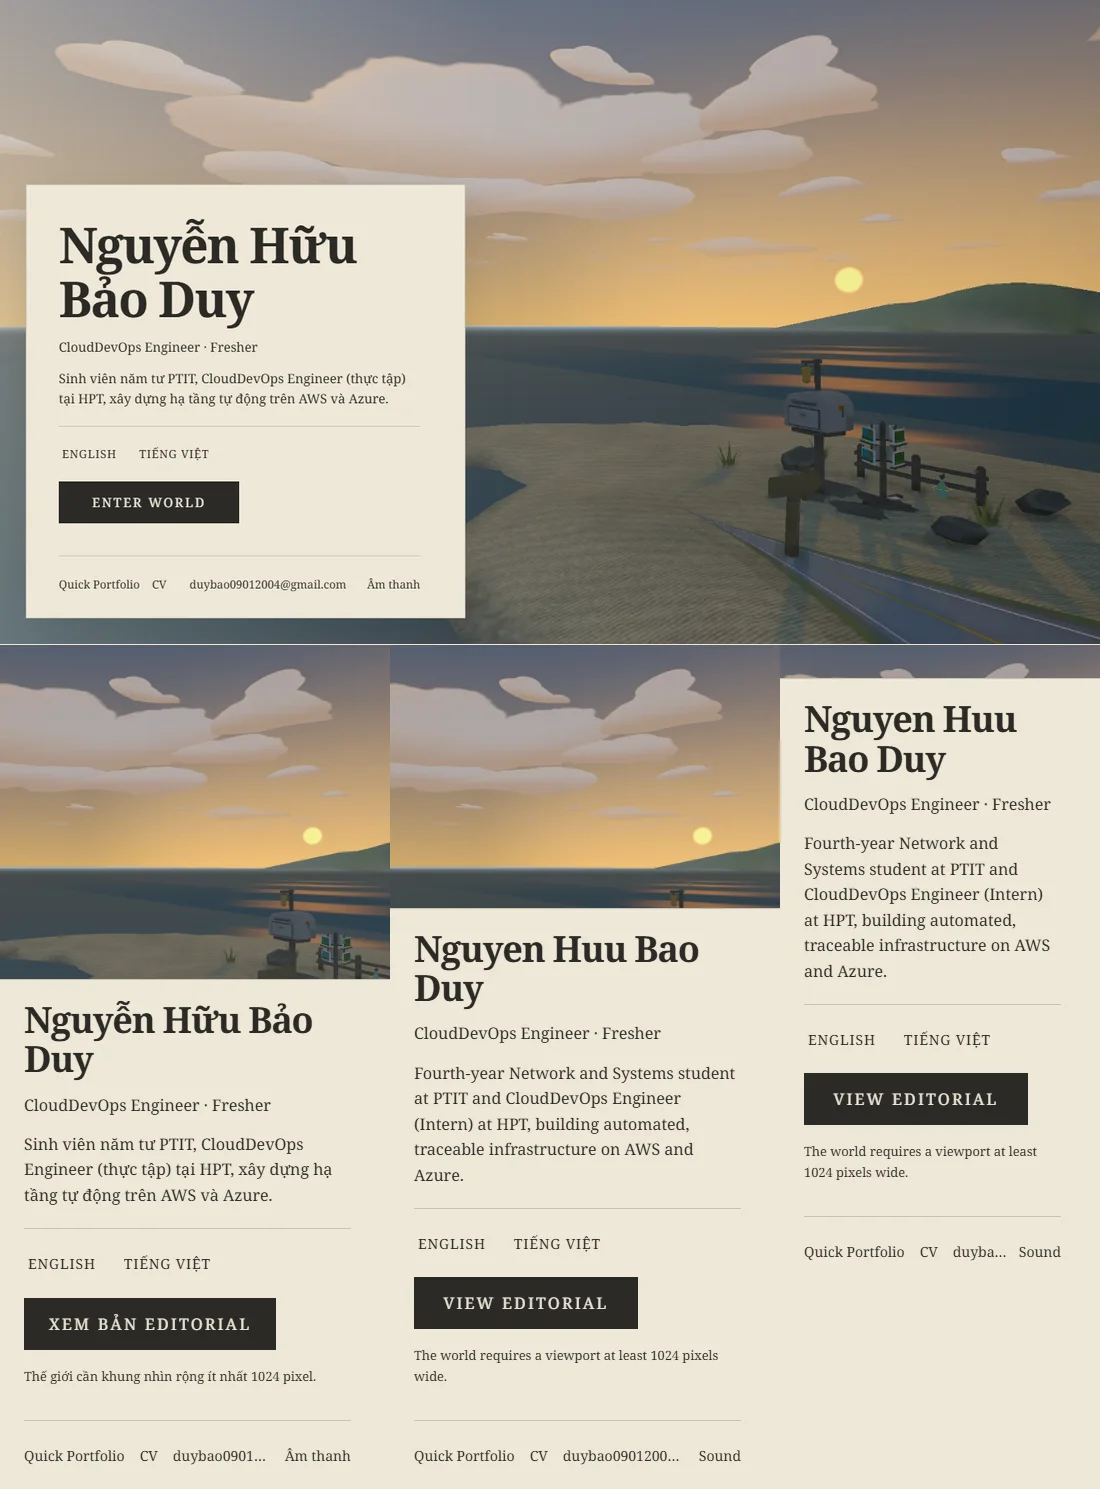 Nguyễn Hữu
Bảo Duy
CloudDevOps Engineer · Fresher
Sinh viên năm tư PTIT, CloudDevOps Engineer (thực tập)
tại HPT, xây dựng hạ tầng tự động trên AWS và Azure.
ENGLISH TIẾNG VIỆT
ENTER WORLD
Quick Portfolio CV duybao09012004@gmail.com Âm thanh
Nguyễn Hữu Bảo
Duy
CloudDevOps Engineer · Fresher
Sinh viên năm tư PTIT, CloudDevOps
Engineer (thực tập) tại HPT, xây dựng hạ
tầng tự động trên AWS và Azure.
ENGLISH TIẾNG VIỆT
XEM BẢN EDITORIAL
Thế giới cần khung nhìn rộng ít nhất 1024 pixel.
Quick Portfolio CV duybao0901... Âm thanh
Nguyen Huu Bao
Duy
CloudDevOps Engineer · Fresher
Fourth-year Network and Systems student
at PTIT and CloudDevOps Engineer
(Intern) at HPT, building automated,
traceable infrastructure on AWS and
Azure.
ENGLISH TIẾNG VIỆT
VIEW EDITORIAL
The world requires a viewport at least 1024 pixels
wide.
Quick Portfolio CV duybao0901200... Sound
Nguyen Huu
Bao Duy
CloudDevOps Engineer · Fresher
Fourth-year Network and
Systems student at PTIT and
CloudDevOps Engineer (Intern)
at HPT, building automated,
traceable infrastructure on AWS
and Azure.
ENGLISH TIẾNG VIỆT
VIEW EDITORIAL
The world requires a viewport at least
1024 pixels wide.
Quick Portfolio CV duyba... Sound